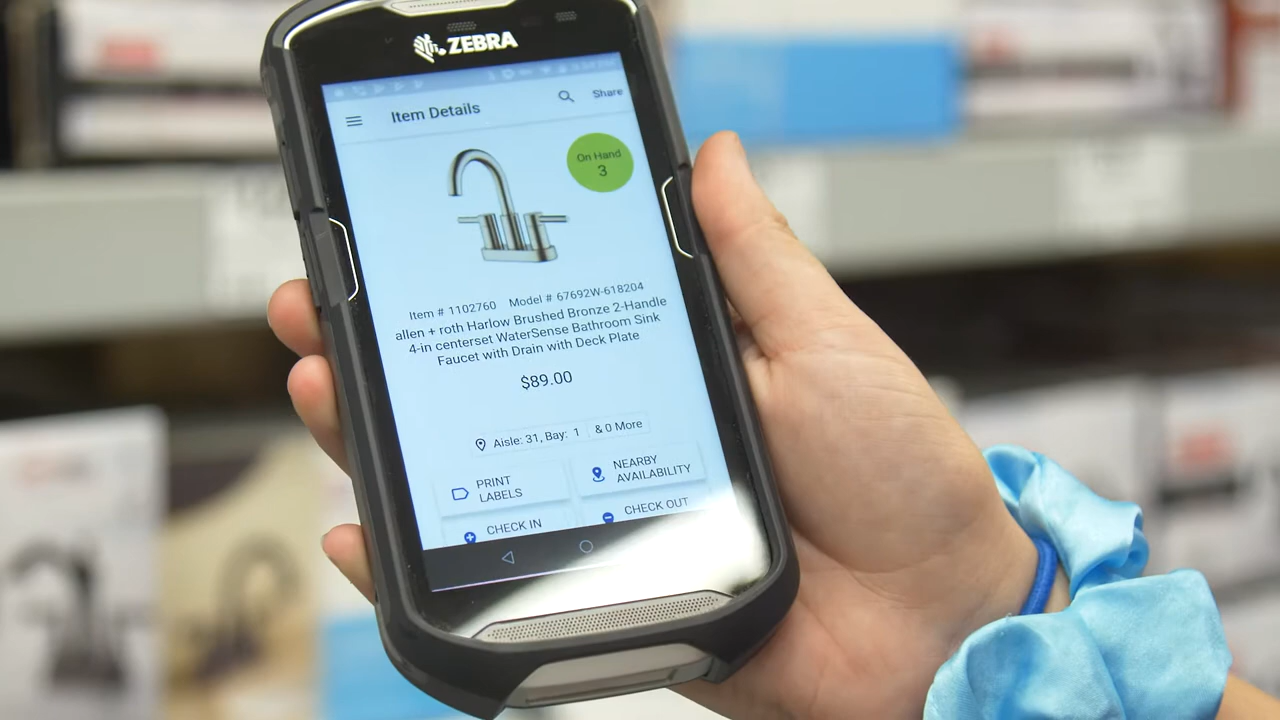 ZEBRA
Item Details
Share
On Hand
3
Item # 1102760 Model # 67692W-618204
allen + roth Harlow Brushed Bronze 2-Handle
4-in centerset WaterSense Bathroom Sink
Faucet with Drain with Deck Plate
$89.00
Aisle: 31, Bay: 1 & 0 More
PRINT
LABELS
NEARBY
AVAILABILITY
CHECK IN
CHECK OUT